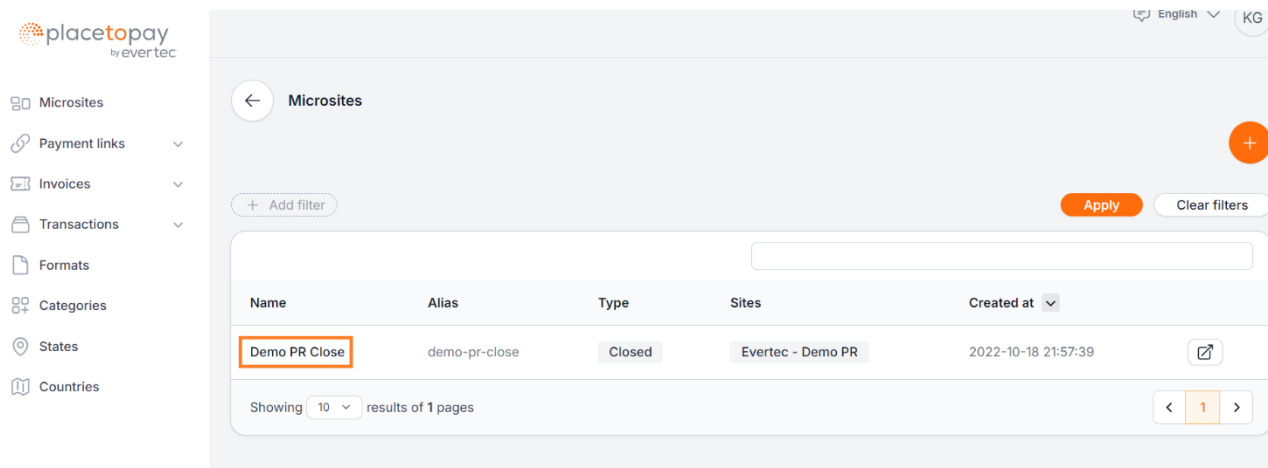 English
KG
placetopay
by evertec
Microsites
Payment links
Invoices
Transactions
Formats
Categories
States
Countries
Microsites
+
+ Add filter
Apply
Clear filters
Name Alias Type Sites Created at
Demo PR Close demo-pr-close Closed Evertec - Demo PR 2022-10-18 21:57:39
Showing 10 results of 1 pages
1